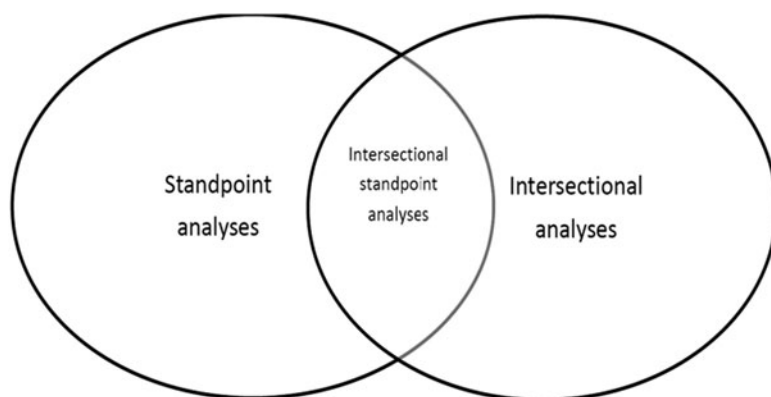 Standpoint
analyses
Intersectional
standpoint
analyses
Intersectional
analyses